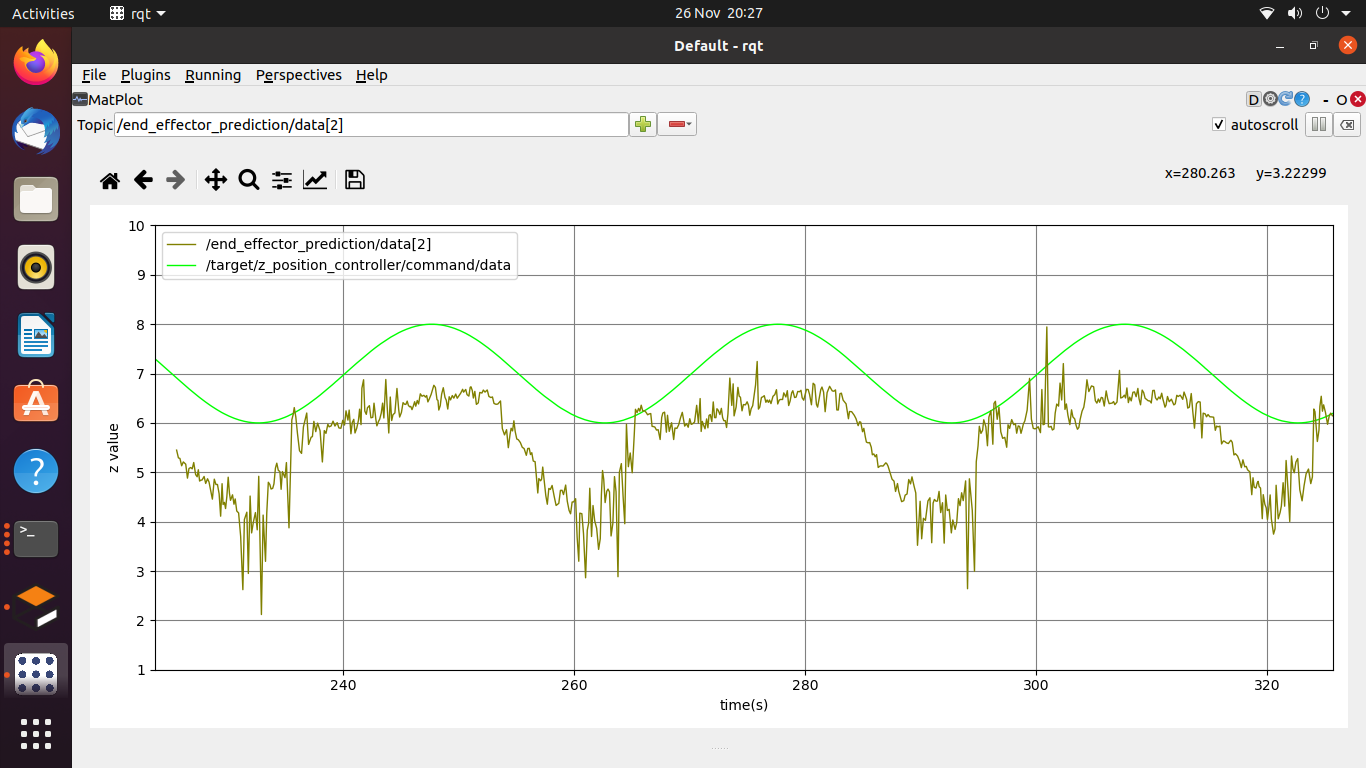 Activities rqt 26 Nov 20:27
Default - rqt
File Plugins Running Perspectives Help
MatPlot D - O
Topic /end_effector_prediction/data[2] autoscroll
x=280.263 y=3.22299
10
9
8
7
6
5
4
3
2
1
z value
/end_effector_prediction/data[2]
/target/z_position_controller/command/data
240 260 280 300 320
time(s)